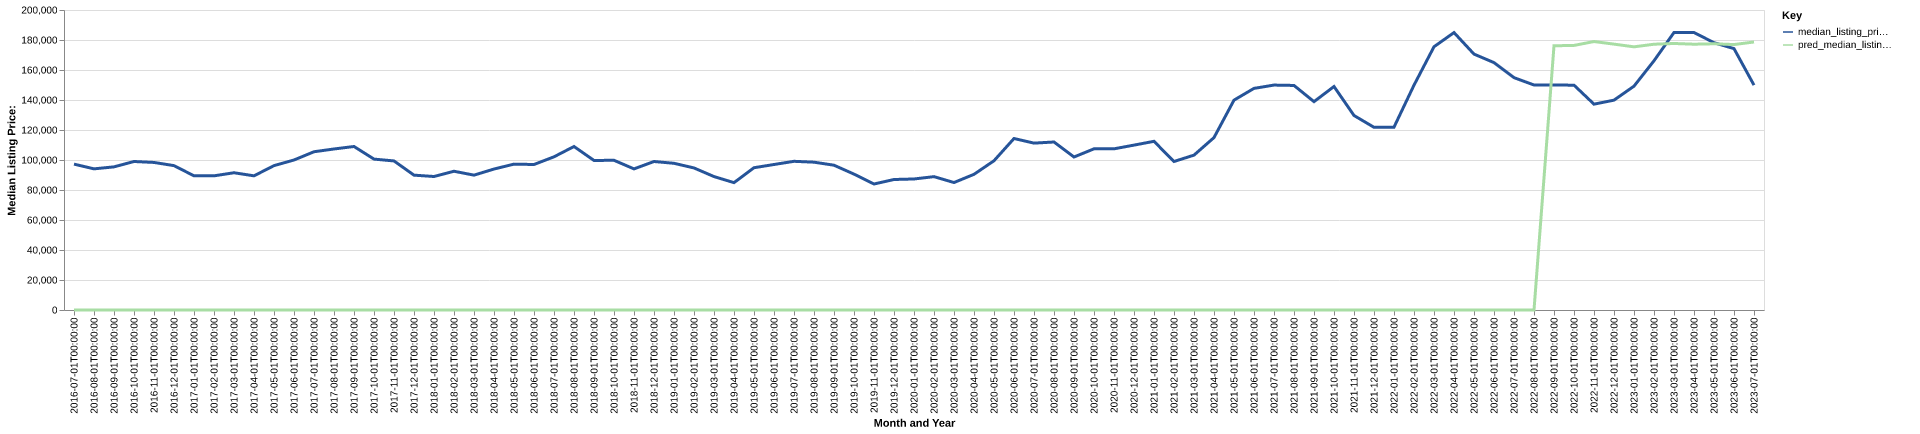 200,000
180,000
160,000
140,000
120,000
100,000
80,000
60,000
40,000
20,000
0
Median Listing Price:
2016-07-01T00:00:00
2016-08-01T00:00:00
2016-09-01T00:00:00
2016-10-01T00:00:00
2016-11-01T00:00:00
2016-12-01T00:00:00
2017-01-01T00:00:00
2017-02-01T00:00:00
2017-03-01T00:00:00
2017-04-01T00:00:00
2017-05-01T00:00:00
2017-06-01T00:00:00
2017-07-01T00:00:00
2017-08-01T00:00:00
2017-09-01T00:00:00
2017-10-01T00:00:00
2017-11-01T00:00:00
2018-01-01T00:00:00
2018-01-01T00:00:00
2018-02-01T00:00:00
2018-03-01T00:00:00
2018-04-01T00:00:00
2018-05-01T00:00:00
2018-06-01T00:00:00
2018-07-01T00:00:00
2018-08-01T00:00:00
2018-09-01T00:00:00
2018-10-01T00:00:00
2018-11-01T00:00:00
2018-12-01T00:00:00
2019-01-01T00:00:00
2019-02-01T00:00:00
2019-03-01T00:00:00
2019-04-01T00:00:00
2019-05-01T00:00:00
2019-06-01T00:00:00
2019-07-01T00:00:00
2019-08-01T00:00:00
2019-09-01T00:00:00
2019-10-01T00:00:00
2019-11-01T00:00:00
2019-12-01T00:00:00
2020-01-01T00:00:00
2020-02-01T00:00:00
2020-03-01T00:00:00
2020-04-01T00:00:00
2020-05-01T00:00:00
2020-06-01T00:00:00
2020-07-01T00:00:00
2020-08-01T00:00:00
2020-09-01T00:00:00
2020-10-01T00:00:00
2020-11-01T00:00:00
2020-12-01T00:00:00
2021-01-01T00:00:00
2021-02-01T00:00:00
2021-03-01T00:00:00
2021-04-01T00:00:00
2021-05-01T00:00:00
2021-06-01T00:00:00
2021-07-01T00:00:00
2021-08-01T00:00:00
2021-09-01T00:00:00
2021-10-01T00:00:00
2021-11-01T00:00:00
2021-12-01T00:00:00
2022-01-01T00:00:00
2022-02-01T00:00:00
2022-03-01T00:00:00
2022-04-01T00:00:00
2022-05-01T00:00:00
2022-06-01T00:00:00
2022-07-01T00:00:00
2022-08-01T00:00:00
2022-09-01T00:00:00
2022-10-01T00:00:00
2022-11-01T00:00:00
2022-12-01T00:00:00
2023-01-01T00:00:00
2023-02-01T00:00:00
2023-03-01T00:00:00
2023-04-01T00:00:00
2023-05-01T00:00:00
2023-06-01T00:00:00
2023-07-01T00:00:00
Month and Year
Key
median_listing_pri…
pred_median_listin…